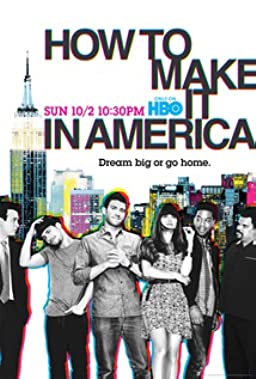 HOW TO
MAKE
IT
IN AMERICA
SUN 10/2 10:30PM ONLY ON HBO
Dream big or go home.